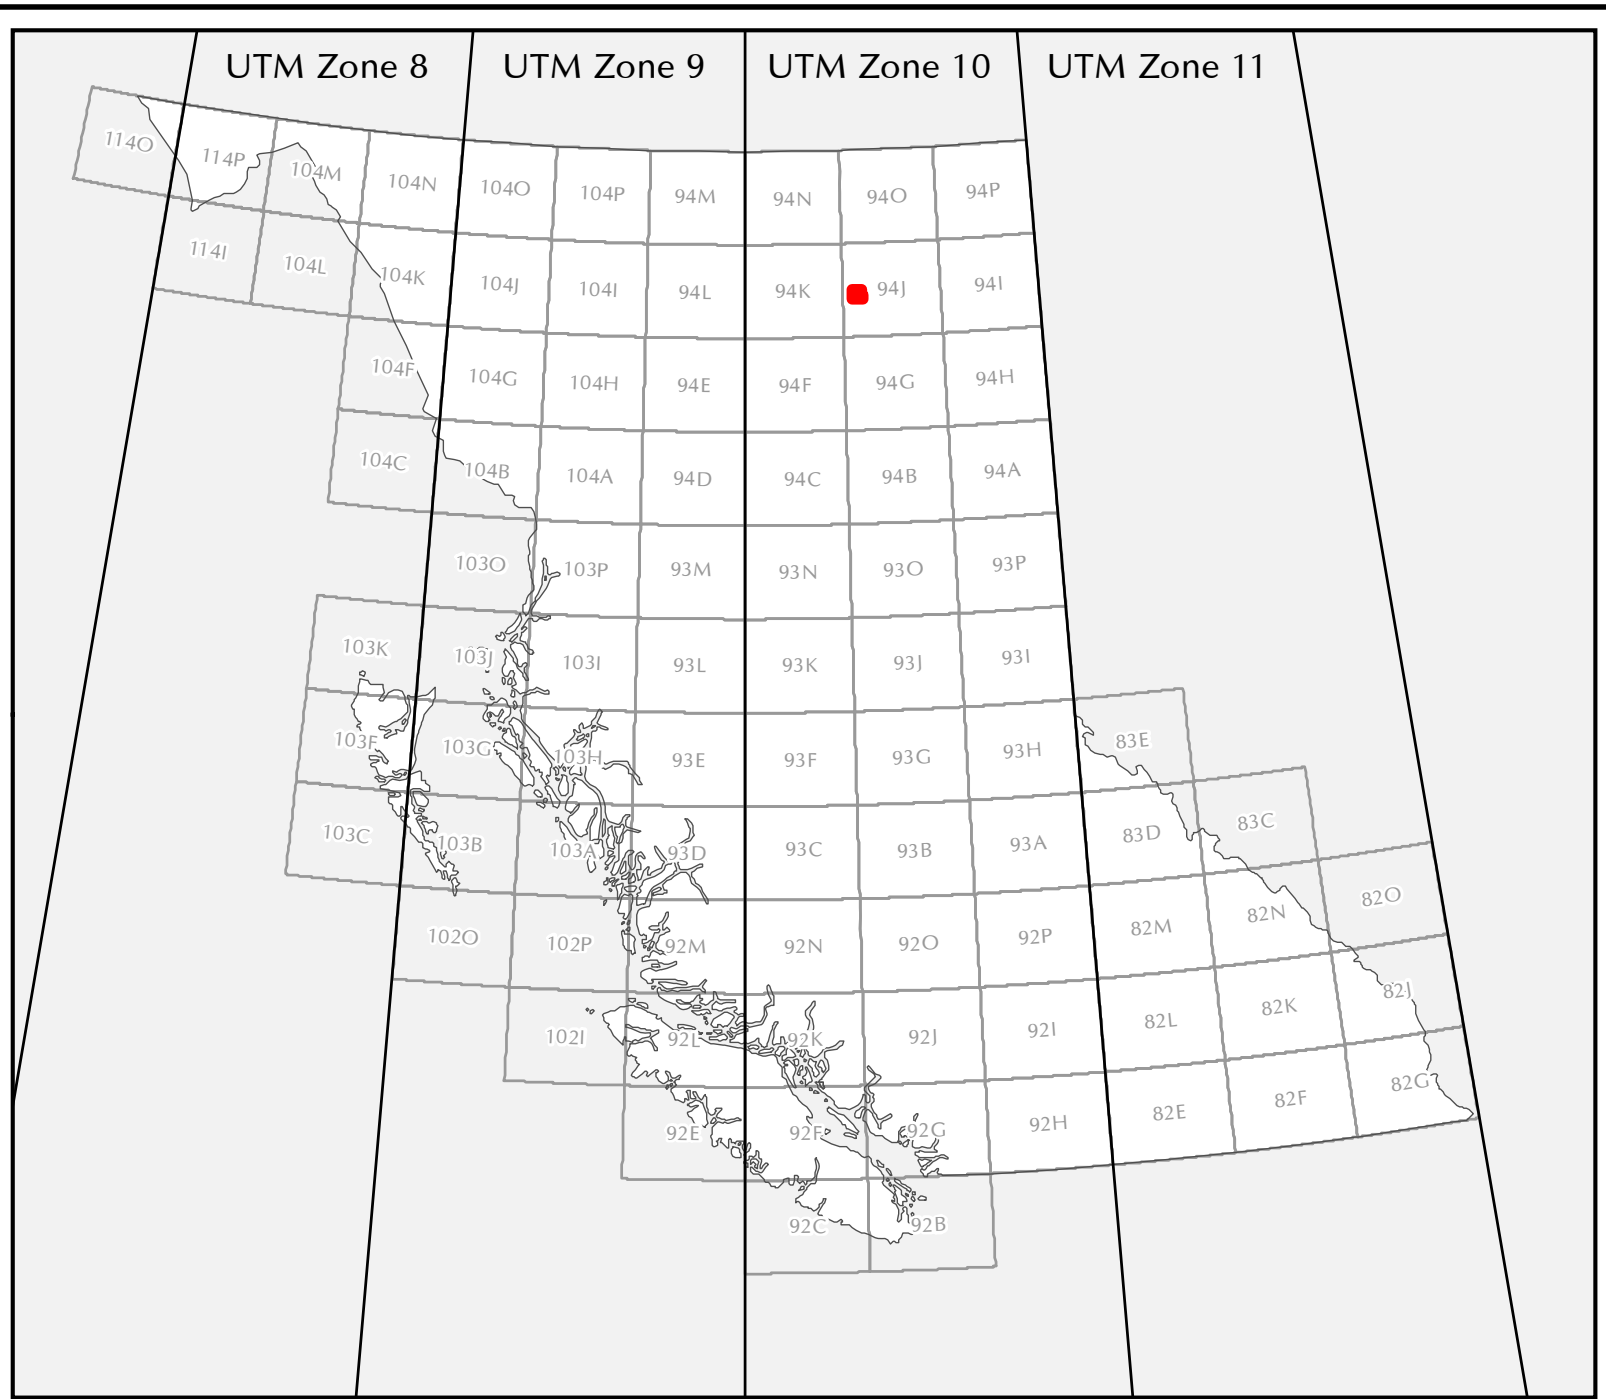 UTM Zone 8 UTM Zone 9 UTM Zone 10 UTM Zone 11
114O 114P 104M 104N 104O 104P 94M 94N 94O 94P
114I 104L 104K 104J 104I 94L 94K 94J 94I
104F 104G 104H 94E 94F 94G 94H
104C 104B 104A 94D 94C 94B 94A
103O 103P 93M 93N 93O 93P
103K 103J 103I 93L 93K 93J 93I
103F 103G 103H 93E 93F 93G 93H 83E
103C 103B 103A 93D 93C 93B 93A 83D 83C
102O 102P 92M 92N 92O 92P 82M 82N 82O
102I 92L 92K 92J 92I 82L 82K 82J
92E 92F 92G 92H 82E 82F 82G
92C 92B